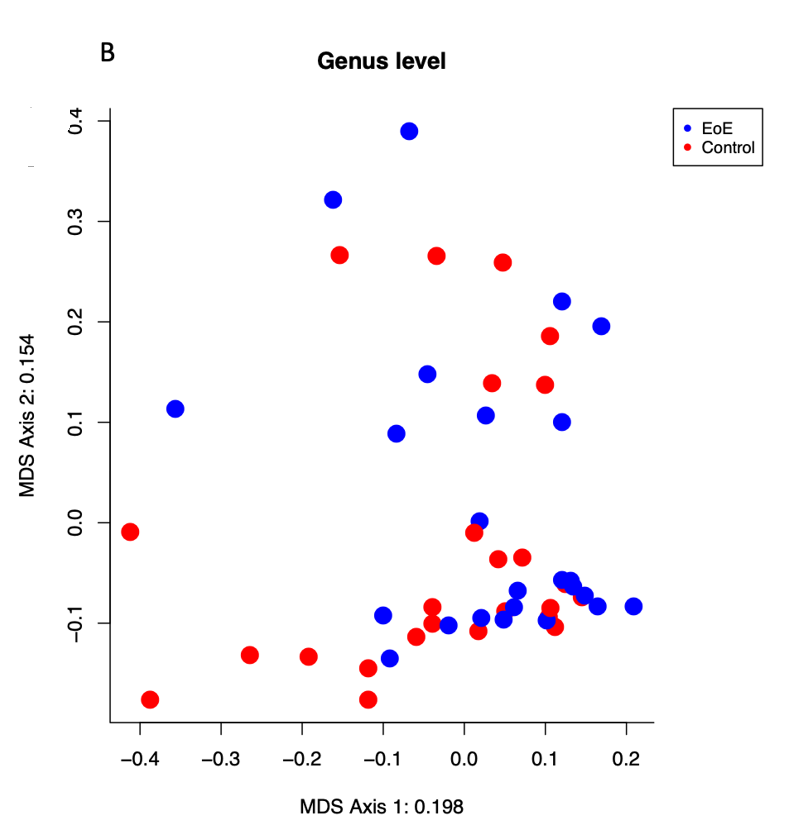 B
Genus level
EoE
Control
0.4
0.3
0.2
0.1
0.0
−0.1
MDS Axis 2: 0.154
−0.4 −0.3 −0.2 −0.1 0.0 0.1 0.2
MDS Axis 1: 0.198